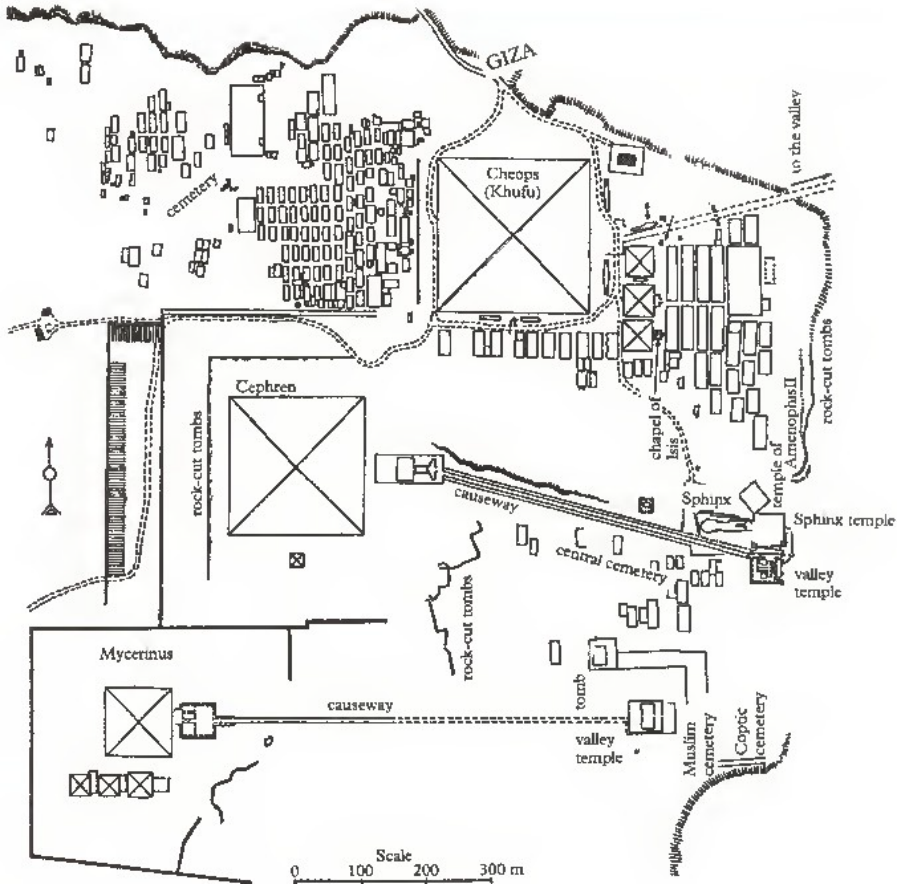 GIZA
to the valley
Cheops
(Khufu)
cemetery
rock-cut tombs
Cephren
rock-cut tombs
chapel of
Isis
temple of
Amenophis II
causeway
Sphinx
Sphinx temple
central cemetery
valley
temple
rock-cut tombs
Mycerinus
causeway
tomb
valley
temple
Muslim
cemetery
Coptic
cemetery
Scale
0 100 200 300 m